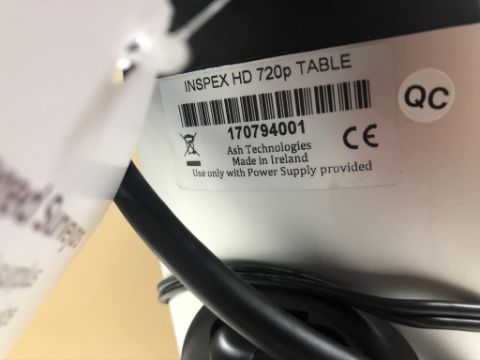 INSPEX HD 720p TABLE
QC
170794001
CE
Ash Technologies
Made in Ireland
Use only with Power Supply provided